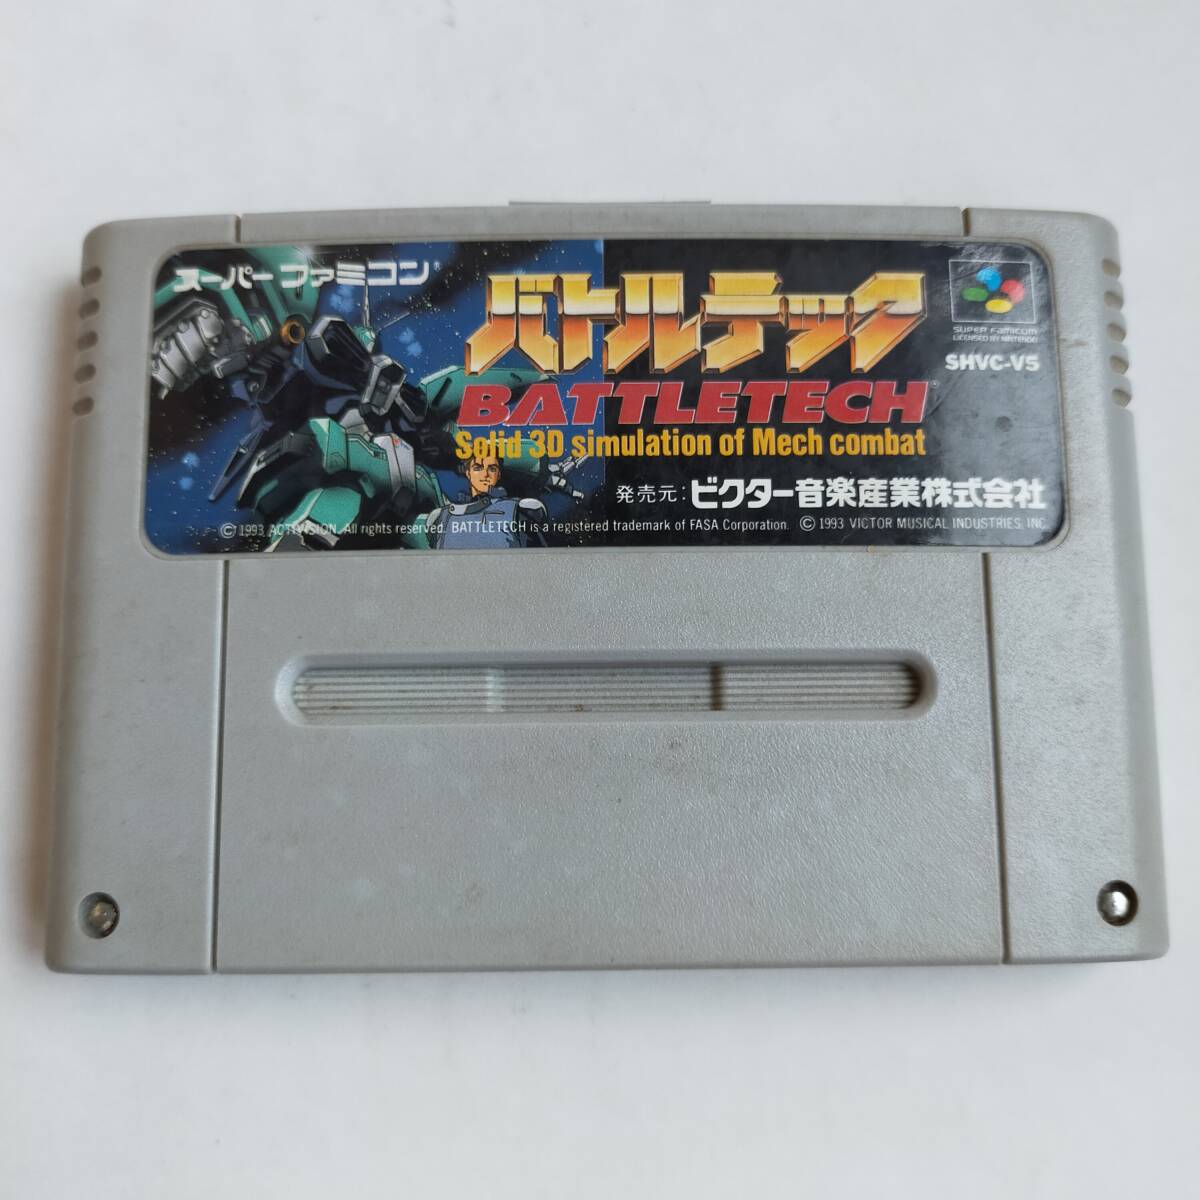 スーパーファミコン®
バトルテック
BATTLETECH®
Solid 3D simulation of Mech combat
SUPER FAMICOM
LICENSED BY NINTENDO
SHVC-V5
発売元:ビクター音楽産業株式会社
© 1993 ACTIVISION. All rights reserved. BATTLETECH is a registered trademark of FASA Corporation. © 1993 VICTOR MUSICAL INDUSTRIES, INC.